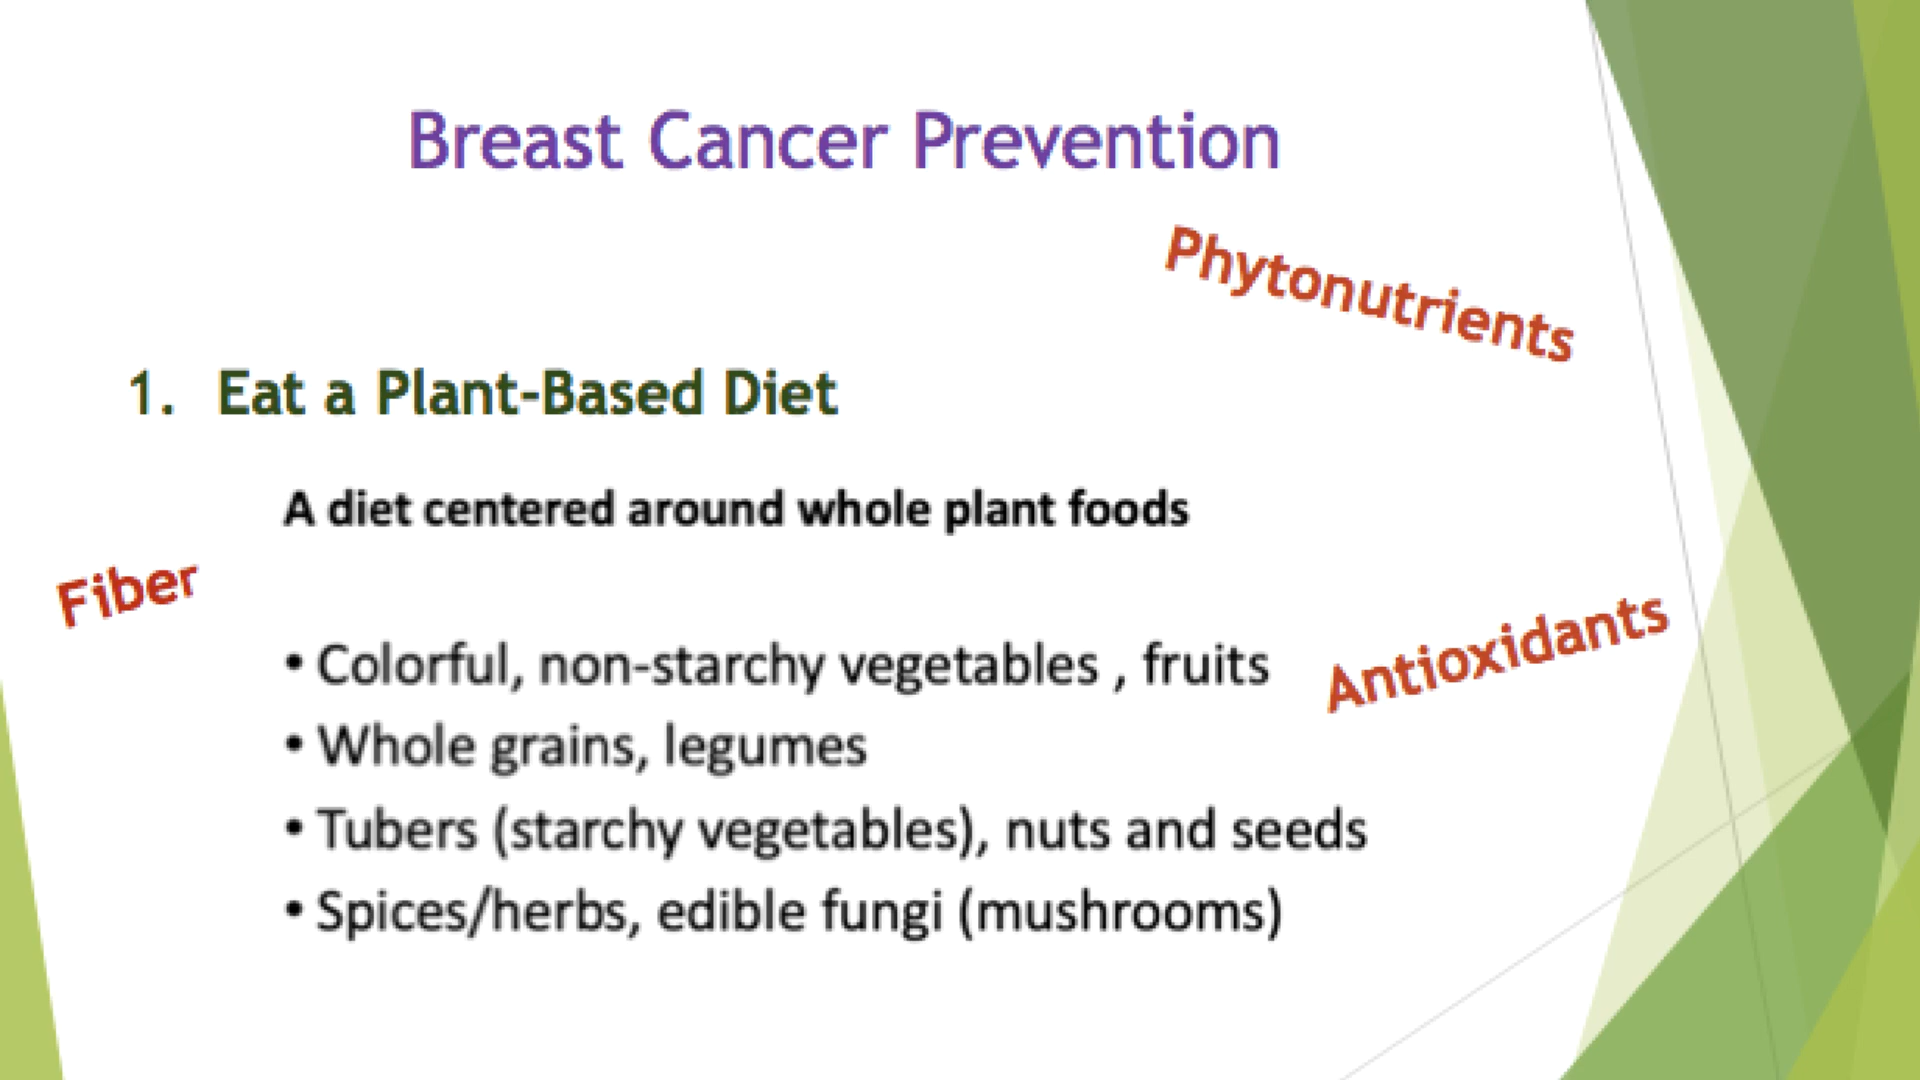 Breast Cancer Prevention
Phytonutrients
1. Eat a Plant-Based Diet
A diet centered around whole plant foods
Fiber
• Colorful, non-starchy vegetables , fruits
Antioxidants
• Whole grains, legumes
• Tubers (starchy vegetables), nuts and seeds
• Spices/herbs, edible fungi (mushrooms)